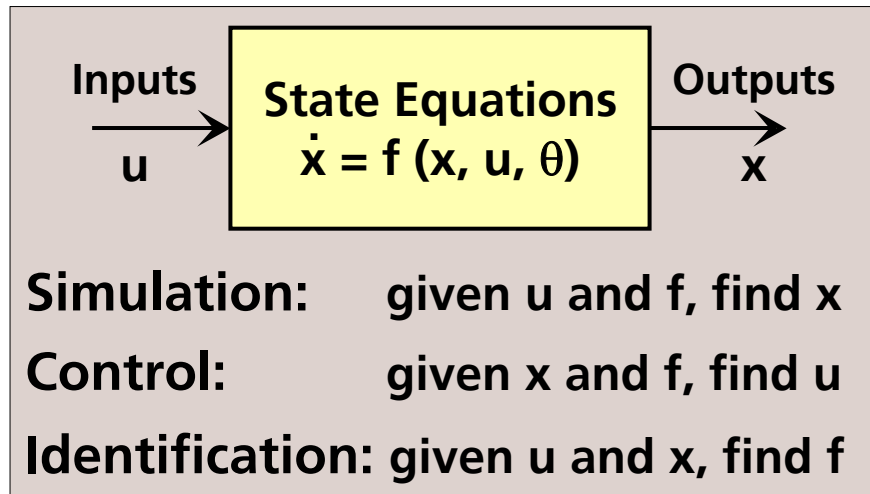 Inputs
u
State Equations
ẋ = f (x, u, θ)
Outputs
x
Simulation: given u and f, find x
Control: given x and f, find u
Identification: given u and x, find f